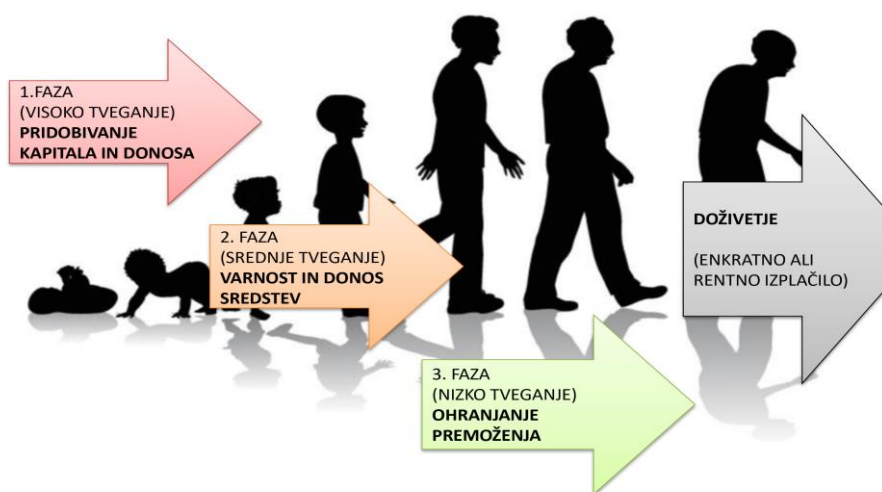 1.FAZA
(VISOKO TVEGANJE)
PRIDOBIVANJE
KAPITALA IN DONOSA
2. FAZA
(SREDNJE TVEGANJE)
VARNOST IN DONOS
SREDSTEV
3. FAZA
(NIZKO TVEGANJE)
OHRANJANJE
PREMOŽENJA
DOŽIVETJE
(ENKRATNO ALI
RENTNO IZPLAČILO)